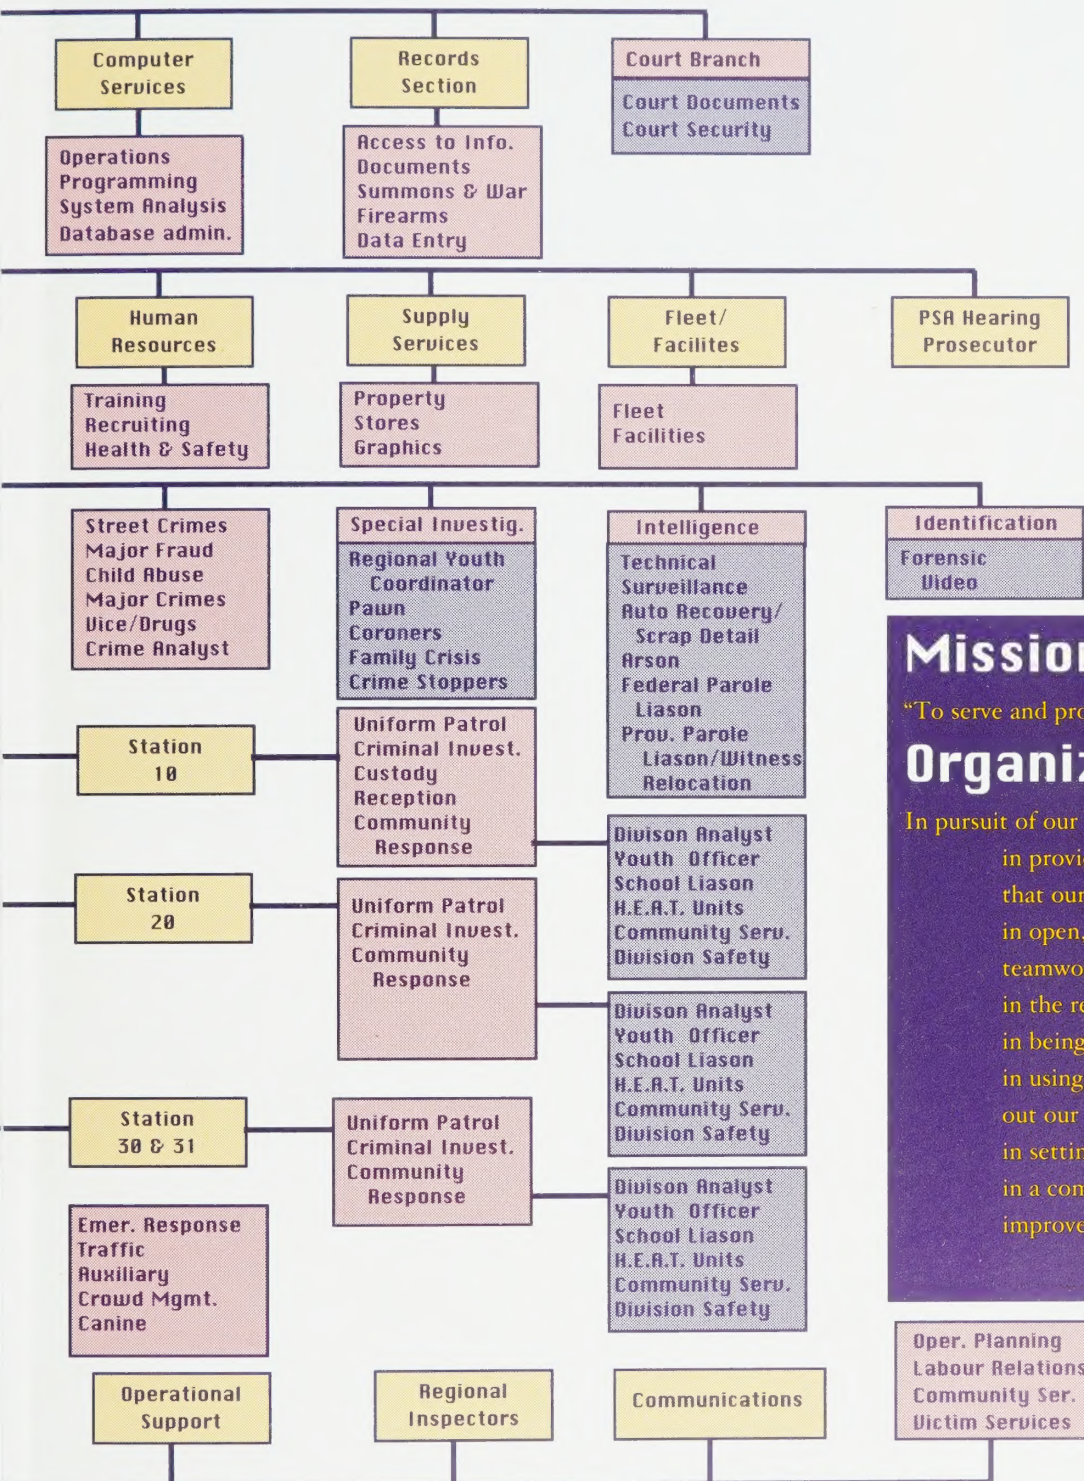 Computer
Services
Records
Section
Court Branch
Court Documents
Court Security
Operations
Programming
System Analysis
Database admin.
Access to Info.
Documents
Summons & War
Firearms
Data Entry
Human
Resources
Supply
Services
Fleet/
Facilites
PSA Hearing
Prosecutor
Training
Recruiting
Health & Safety
Property
Stores
Graphics
Fleet
Facilities
Street Crimes
Major Fraud
Child Abuse
Major Crimes
Vice/Drugs
Crime Analyst
Special Investig.
Regional Youth
Coordinator
Pawn
Coroners
Family Crisis
Crime Stoppers
Intelligence
Technical
Surveillance
Auto Recovery/
Scrap Detail
Arson
Federal Parole
Liason
Prov. Parole
Liason/Witness
Relocation
Identification
Forensic
Video
Station
10
Uniform Patrol
Criminal Invest.
Custody
Reception
Community
Response
Divison Analyst
Youth Officer
School Liason
H.E.A.T. Units
Community Serv.
Division Safety
Station
20
Uniform Patrol
Criminal Invest.
Community
Response
Divison Analyst
Youth Officer
School Liason
H.E.A.T. Units
Community Serv.
Division Safety
Station
30 & 31
Uniform Patrol
Criminal Invest.
Community
Response
Divison Analyst
Youth Officer
School Liason
H.E.A.T. Units
Community Serv.
Division Safety
Emer. Response
Traffic
Auxiliary
Crowd Mgmt.
Canine
Operational
Support
Regional
Inspectors
Communications
Mission
"To serve and pro
Organiz
In pursuit of our
in provid
that our
in open,
teamwo
in the re
in being
in using
out our
in settin
in a com
improve
Oper. Planning
Labour Relations
Community Ser.
Victim Services